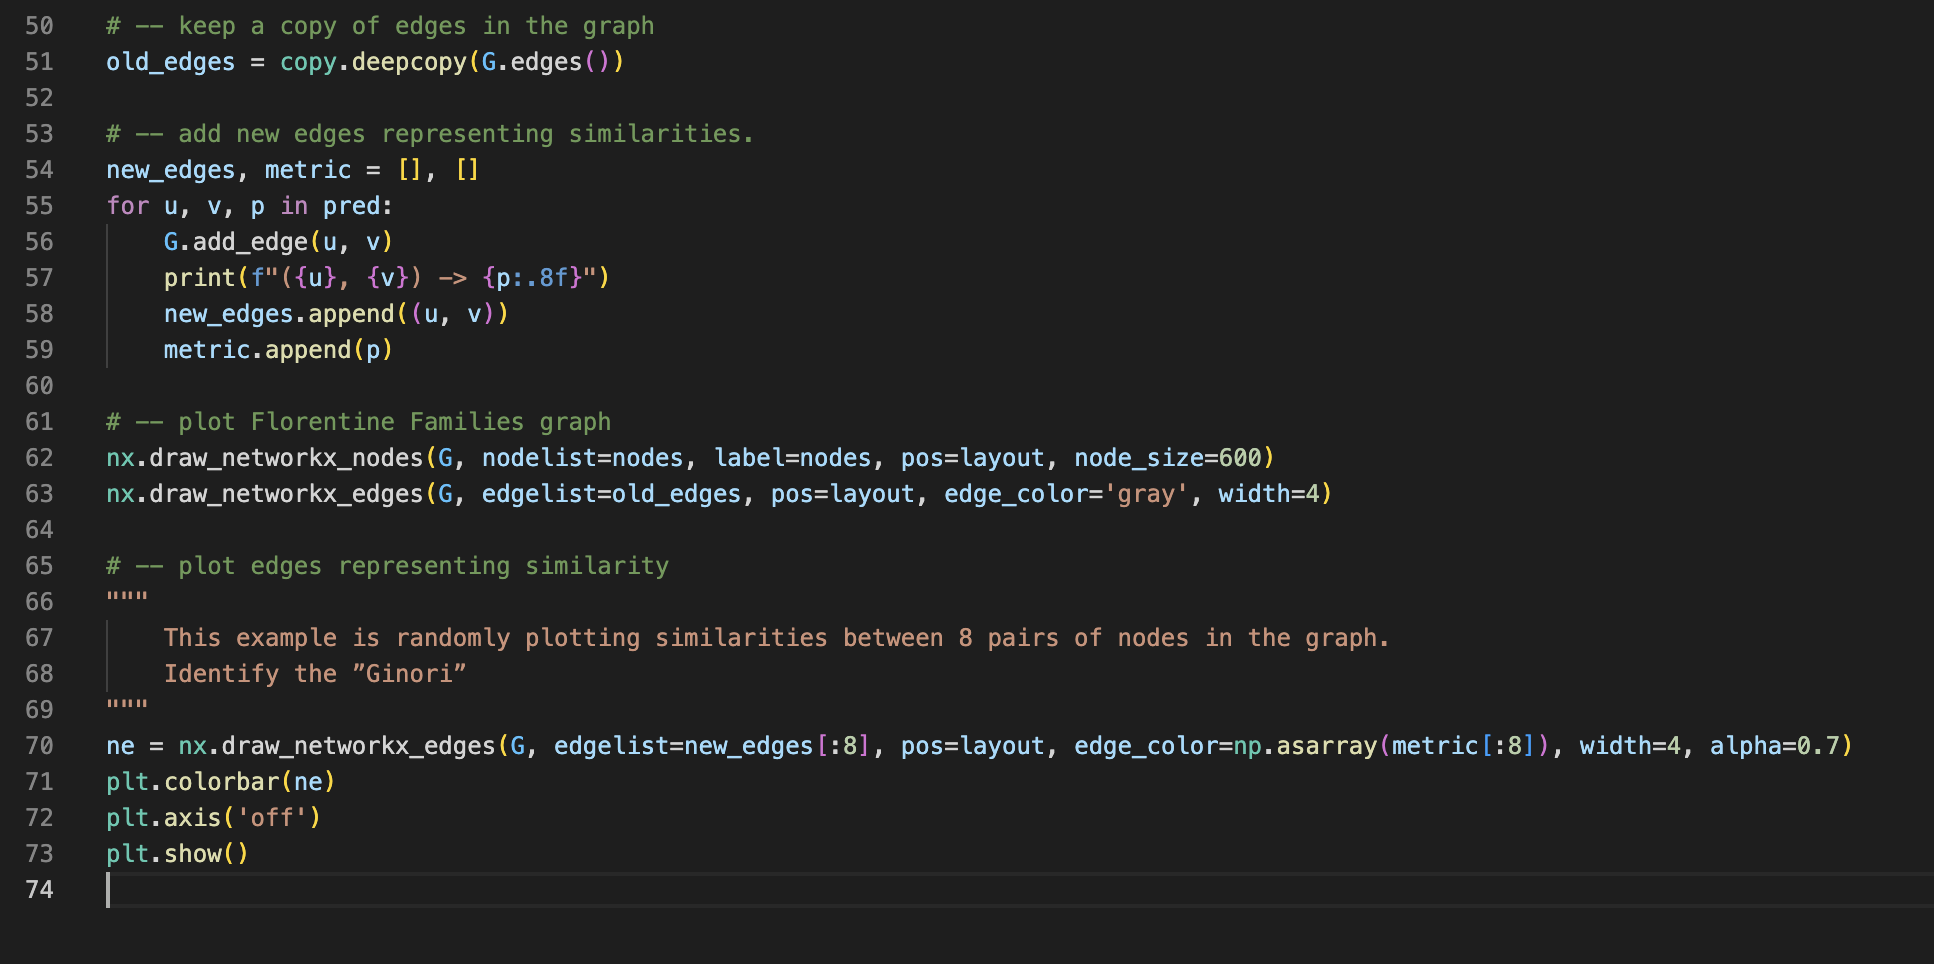 50 # -- keep a copy of edges in the graph
51 old_edges = copy.deepcopy(G.edges())
52
53 # -- add new edges representing similarities.
54 new_edges, metric = [], []
55 for u, v, p in pred:
56     G.add_edge(u, v)
57     print(f"({u}, {v}) -> {p:.8f}")
58     new_edges.append((u, v))
59     metric.append(p)
60
61 # -- plot Florentine Families graph
62 nx.draw_networkx_nodes(G, nodelist=nodes, label=nodes, pos=layout, node_size=600)
63 nx.draw_networkx_edges(G, edgelist=old_edges, pos=layout, edge_color='gray', width=4)
64
65 # -- plot edges representing similarity
66 """
67     This example is randomly plotting similarities between 8 pairs of nodes in the graph.
68     Identify the ”Ginori”
69 """
70 ne = nx.draw_networkx_edges(G, edgelist=new_edges[:8], pos=layout, edge_color=np.asarray(metric[:8]), width=4, alpha=0.7)
71 plt.colorbar(ne)
72 plt.axis('off')
73 plt.show()
74